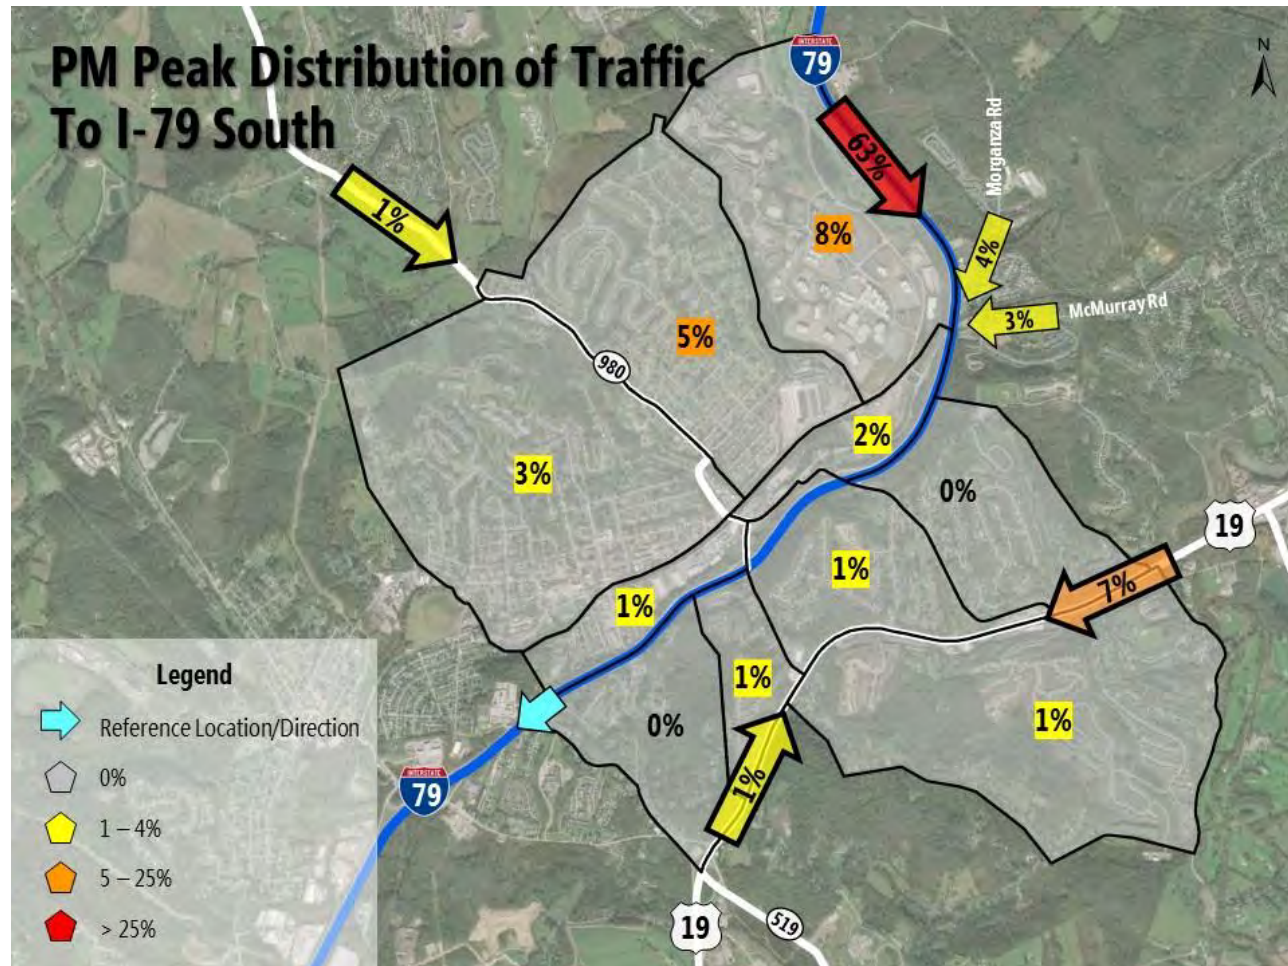 PM Peak Distribution of Traffic
To I-79 South
INTERSTATE
79
N
Morganza Rd
63%
1%
8%
4%
McMurray Rd
3%
5%
980
2%
3%
0%
19
1%
7%
1%
1%
0%
1%
1%
Legend
Reference Location/Direction
0%
1 – 4%
5 – 25%
> 25%
INTERSTATE
79
19
519